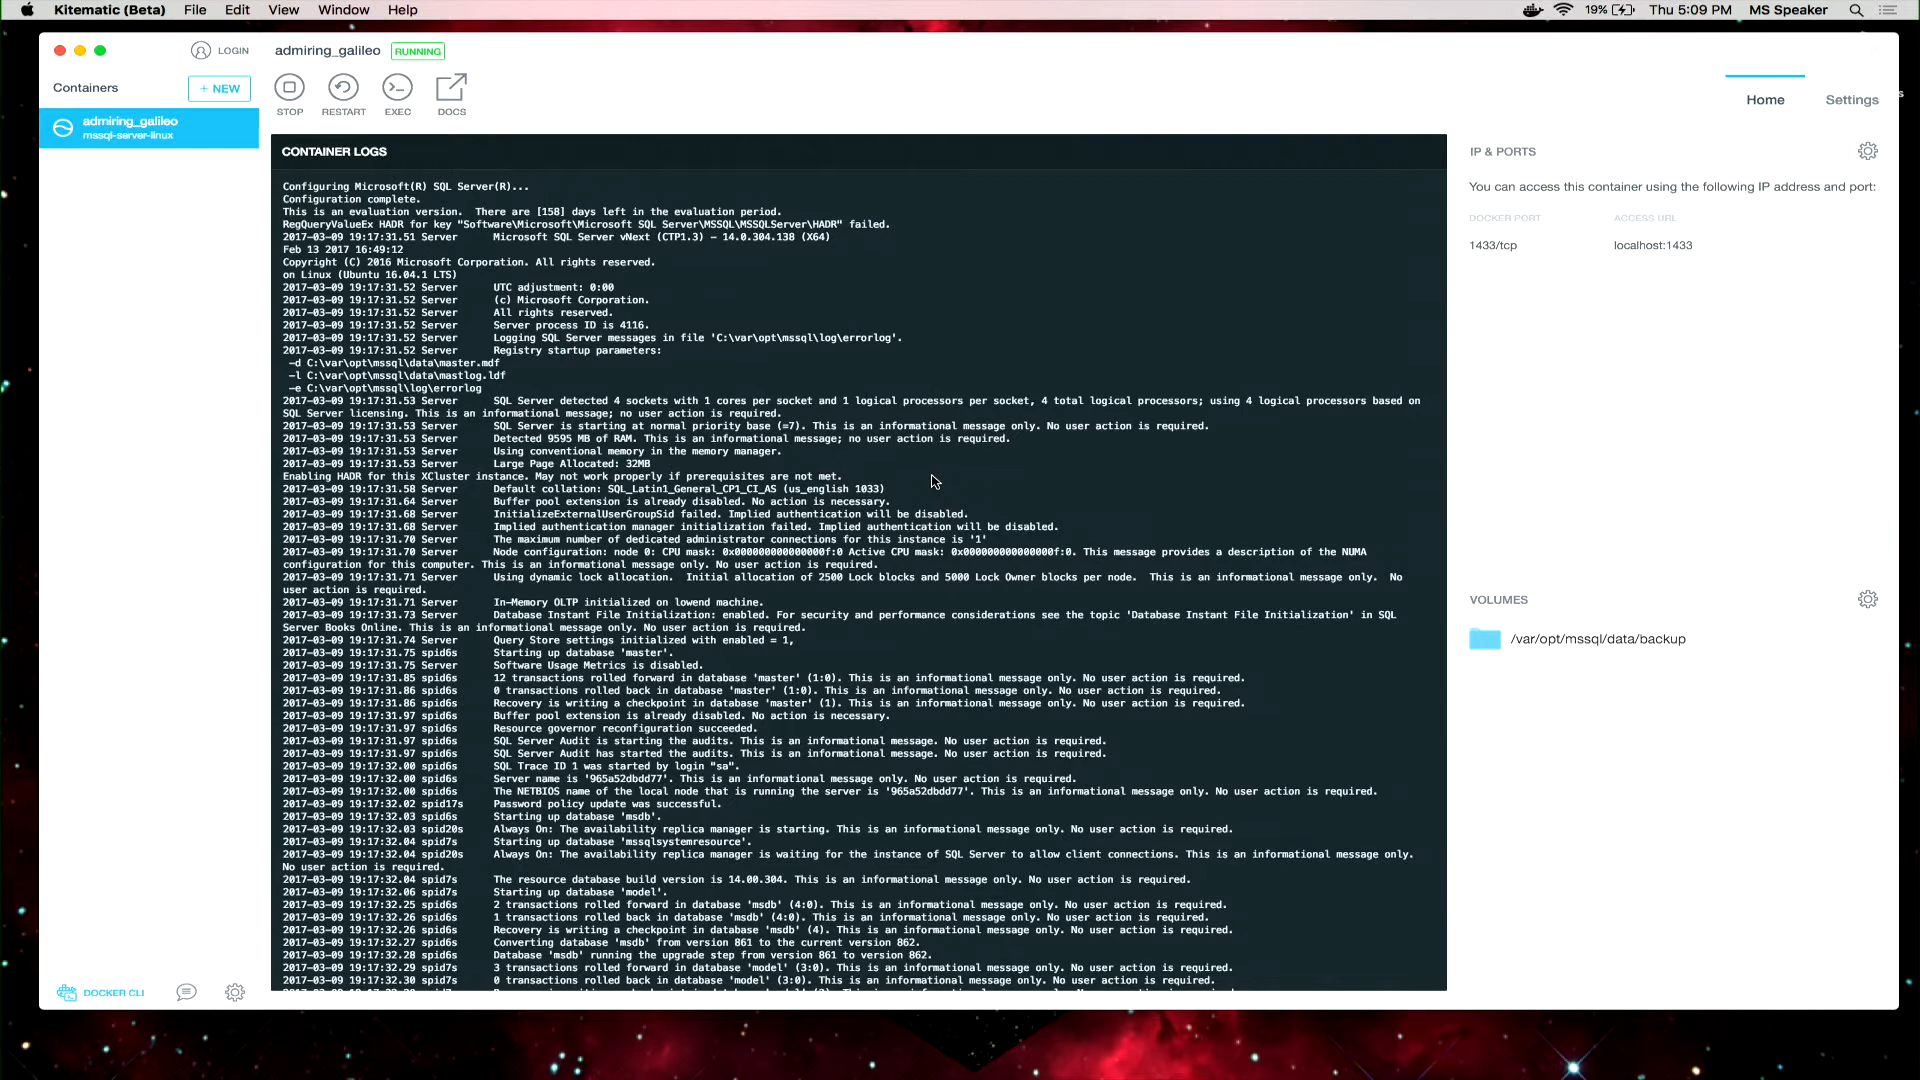 Kitematic (Beta) File Edit View Window Help 19% Thu 5:09 PM MS Speaker
LOGIN
admiring_galileo RUNNING
Containers
+ NEW
STOP RESTART EXEC DOCS
Home Settings
admiring_galileo
mssql-server-linux
CONTAINER LOGS
Configuring Microsoft(R) SQL Server(R)...
Configuration complete.
This is an evaluation version.  There are [158] days left in the evaluation period.
RegQueryValueEx HADR for key "Software\Microsoft\Microsoft SQL Server\MSSQL\MSSQLServer\HADR" failed.
2017-03-09 19:17:31.51 Server      Microsoft SQL Server vNext (CTP1.3) - 14.0.304.138 (X64)
Feb 13 2017 16:49:12
Copyright (C) 2016 Microsoft Corporation. All rights reserved.
on Linux (Ubuntu 16.04.1 LTS)
2017-03-09 19:17:31.52 Server      UTC adjustment: 0:00
2017-03-09 19:17:31.52 Server      (c) Microsoft Corporation.
2017-03-09 19:17:31.52 Server      All rights reserved.
2017-03-09 19:17:31.52 Server      Server process ID is 4116.
2017-03-09 19:17:31.52 Server      Logging SQL Server messages in file 'C:\var\opt\mssql\log\errorlog'.
2017-03-09 19:17:31.52 Server      Registry startup parameters:
-d C:\var\opt\mssql\data\master.mdf
-l C:\var\opt\mssql\data\mastlog.ldf
-e C:\var\opt\mssql\log\errorlog
2017-03-09 19:17:31.53 Server      SQL Server detected 4 sockets with 1 cores per socket and 1 logical processors per socket, 4 total logical processors; using 4 logical processors based on
SQL Server licensing. This is an informational message; no user action is required.
2017-03-09 19:17:31.53 Server      SQL Server is starting at normal priority base (=7). This is an informational message only. No user action is required.
2017-03-09 19:17:31.53 Server      Detected 9595 MB of RAM. This is an informational message; no user action is required.
2017-03-09 19:17:31.53 Server      Using conventional memory in the memory manager.
2017-03-09 19:17:31.53 Server      Large Page Allocated: 32MB
Enabling HADR for this XCluster instance. May not work properly if prerequisites are not met.
2017-03-09 19:17:31.58 Server      Default collation: SQL_Latin1_General_CP1_CI_AS (us_english 1033)
2017-03-09 19:17:31.64 Server      Buffer pool extension is already disabled. No action is necessary.
2017-03-09 19:17:31.68 Server      InitializeExternalUserGroupSid failed. Implied authentication will be disabled.
2017-03-09 19:17:31.68 Server      Implied authentication manager initialization failed. Implied authentication will be disabled.
2017-03-09 19:17:31.70 Server      The maximum number of dedicated administrator connections for this instance is '1'
2017-03-09 19:17:31.70 Server      Node configuration: node 0: CPU mask: 0x000000000000000f:0 Active CPU mask: 0x000000000000000f:0. This message provides a description of the NUMA
configuration for this computer. This is an informational message only. No user action is required.
2017-03-09 19:17:31.71 Server      Using dynamic lock allocation.  Initial allocation of 2500 Lock blocks and 5000 Lock Owner blocks per node.  This is an informational message only.  No
user action is required.
2017-03-09 19:17:31.71 Server      In-Memory OLTP initialized on lowend machine.
2017-03-09 19:17:31.73 Server      Database Instant File Initialization: enabled. For security and performance considerations see the topic 'Database Instant File Initialization' in SQL
Server Books Online. This is an informational message only. No user action is required.
2017-03-09 19:17:31.74 Server      Query Store settings initialized with enabled = 1,
2017-03-09 19:17:31.75 spid6s      Starting up database 'master'.
2017-03-09 19:17:31.75 Server      Software Usage Metrics is disabled.
2017-03-09 19:17:31.85 spid6s      12 transactions rolled forward in database 'master' (1:0). This is an informational message only. No user action is required.
2017-03-09 19:17:31.86 spid6s      0 transactions rolled back in database 'master' (1:0). This is an informational message only. No user action is required.
2017-03-09 19:17:31.86 spid6s      Recovery is writing a checkpoint in database 'master' (1). This is an informational message only. No user action is required.
2017-03-09 19:17:31.97 spid6s      Buffer pool extension is already disabled. No action is necessary.
2017-03-09 19:17:31.97 spid6s      Resource governor reconfiguration succeeded.
2017-03-09 19:17:31.97 spid6s      SQL Server Audit is starting the audits. This is an informational message. No user action is required.
2017-03-09 19:17:31.97 spid6s      SQL Server Audit has started the audits. This is an informational message. No user action is required.
2017-03-09 19:17:32.00 spid6s      SQL Trace ID 1 was started by login "sa".
2017-03-09 19:17:32.00 spid6s      Server name is '965a52dbdd77'. This is an informational message only. No user action is required.
2017-03-09 19:17:32.00 spid6s      The NETBIOS name of the local node that is running the server is '965a52dbdd77'. This is an informational message only. No user action is required.
2017-03-09 19:17:32.02 spid17s     Password policy update was successful.
2017-03-09 19:17:32.03 spid6s      Starting up database 'msdb'.
2017-03-09 19:17:32.03 spid20s     Always On: The availability replica manager is starting. This is an informational message only. No user action is required.
2017-03-09 19:17:32.04 spid7s      Starting up database 'mssqlsystemresource'.
2017-03-09 19:17:32.04 spid20s     Always On: The availability replica manager is waiting for the instance of SQL Server to allow client connections. This is an informational message only.
No user action is required.
2017-03-09 19:17:32.04 spid7s      The resource database build version is 14.00.304. This is an informational message only. No user action is required.
2017-03-09 19:17:32.06 spid7s      Starting up database 'model'.
2017-03-09 19:17:32.25 spid6s      2 transactions rolled forward in database 'msdb' (4:0). This is an informational message only. No user action is required.
2017-03-09 19:17:32.26 spid6s      1 transactions rolled back in database 'msdb' (4:0). This is an informational message only. No user action is required.
2017-03-09 19:17:32.26 spid6s      Recovery is writing a checkpoint in database 'msdb' (4). This is an informational message only. No user action is required.
2017-03-09 19:17:32.27 spid6s      Converting database 'msdb' from version 861 to the current version 862.
2017-03-09 19:17:32.28 spid6s      Database 'msdb' running the upgrade step from version 861 to version 862.
2017-03-09 19:17:32.29 spid7s      3 transactions rolled forward in database 'model' (3:0). This is an informational message only. No user action is required.
2017-03-09 19:17:32.30 spid7s      0 transactions rolled back in database 'model' (3:0). This is an informational message only. No user action is required.
IP & PORTS
You can access this container using the following IP address and port:
DOCKER PORT ACCESS URL
1433/tcp localhost:1433
VOLUMES
/var/opt/mssql/data/backup
DOCKER CLI